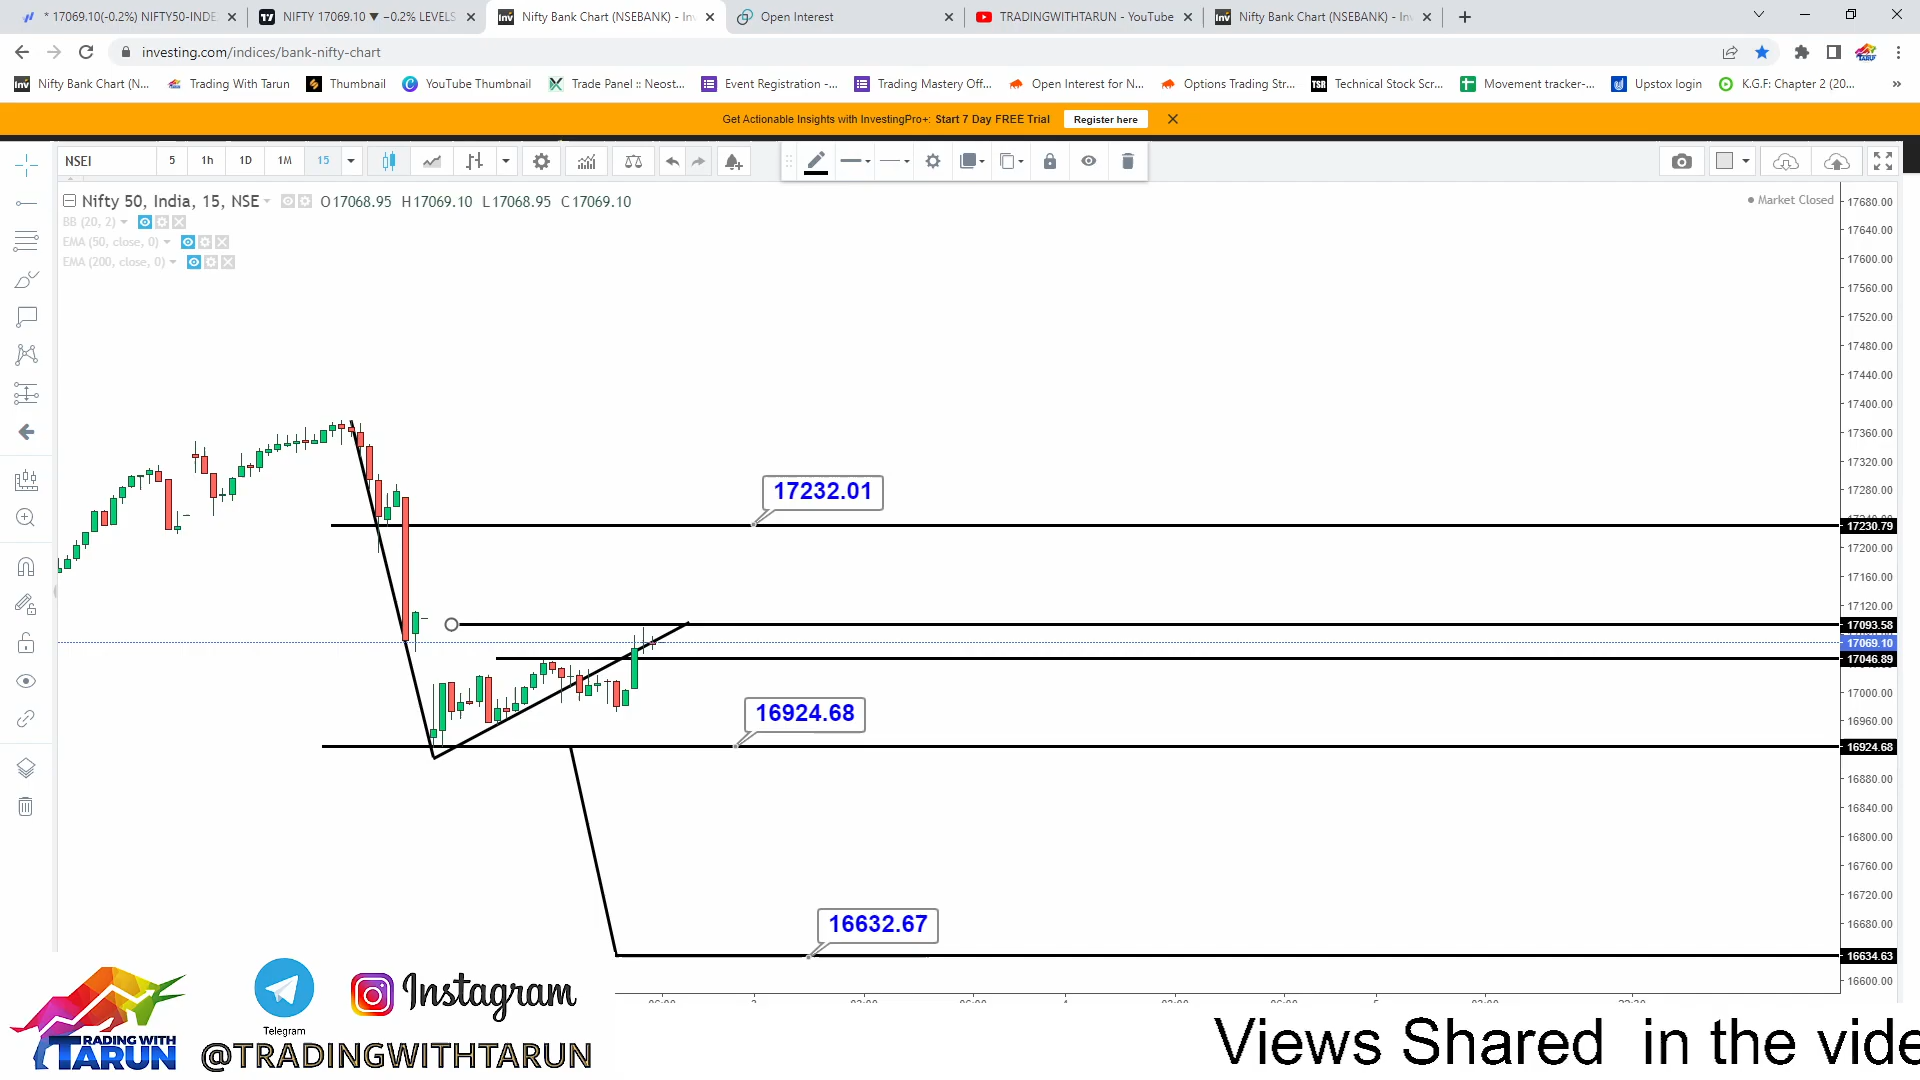 * 17069.10(-0.2%) NIFTY50-INDE
NIFTY 17069.10 ▼ −0.2% LEVELS
Nifty Bank Chart (NSEBANK) - Inv
Open Interest
TRADINGWITHTARUN - YouTube
Nifty Bank Chart (NSEBANK) - Inv
investing.com/indices/bank-nifty-chart
Nifty Bank Chart (N...
Trading With Tarun
Thumbnail
YouTube Thumbnail
Trade Panel :: Neost...
Event Registration -...
Trading Mastery Off...
Open Interest for N...
Options Trading Str...
Technical Stock Scr...
Movement tracker-...
Upstox login
K.G.F: Chapter 2 (20...
»
Get Actionable Insights with InvestingPro+: Start 7 Day FREE Trial
Register here
NSEI
5
1h
1D
1M
15
Nifty 50, India, 15, NSE
O17068.95 H17069.10 L17068.95 C17069.10
BB (20, 2)
EMA (50, close, 0)
EMA (200, close, 0)
Market Closed
17680.00
17640.00
17600.00
17560.00
17520.00
17480.00
17440.00
17400.00
17360.00
17320.00
17280.00
17230.79
17200.00
17160.00
17120.00
17093.58
17069.10
17046.89
17000.00
16960.00
16924.68
16880.00
16840.00
16800.00
16760.00
16720.00
16680.00
16634.63
16600.00
17232.01
16924.68
16632.67
Telegram
Instagram
TRADING WITH
TARUN
@TRADINGWITHTARUN
Views Shared in the vide